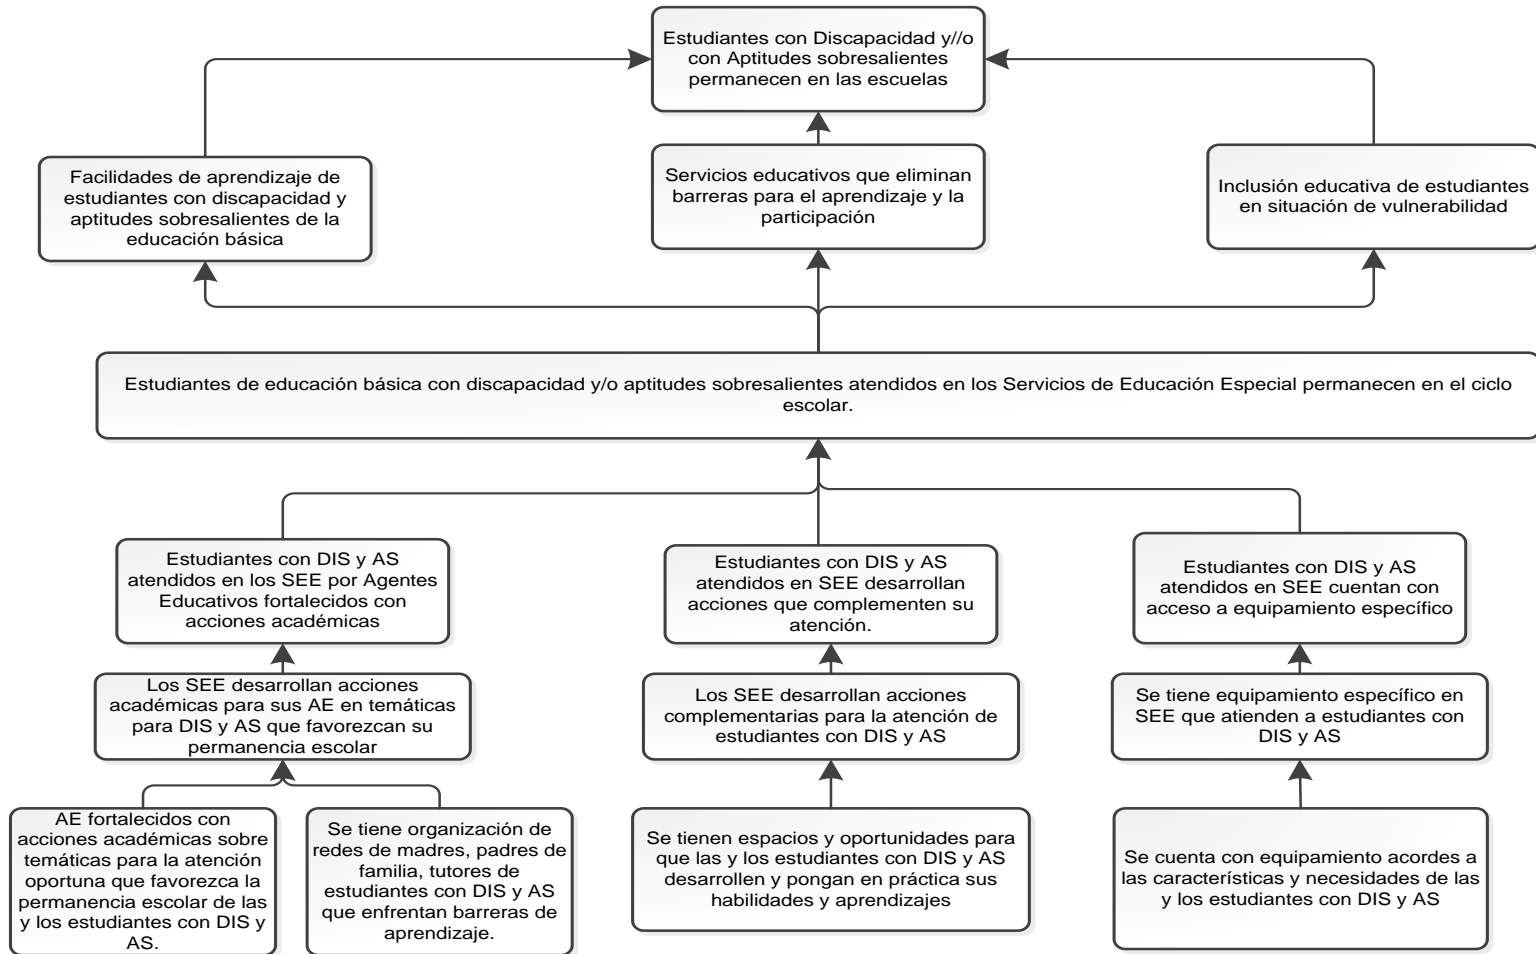 Estudiantes con Discapacidad y//o
con Aptitudes sobresalientes
permanecen en las escuelas
Facilidades de aprendizaje de
estudiantes con discapacidad y
aptitudes sobresalientes de la
educación básica
Servicios educativos que eliminan
barreras para el aprendizaje y la
participación
Inclusión educativa de estudiantes
en situación de vulnerabilidad
Estudiantes de educación básica con discapacidad y/o aptitudes sobresalientes atendidos en los Servicios de Educación Especial permanecen en el ciclo
escolar.
Estudiantes con DIS y AS
atendidos en los SEE por Agentes
Educativos fortalecidos con
acciones académicas
Estudiantes con DIS y AS
atendidos en SEE desarrollan
acciones que complementen su
atención.
Estudiantes con DIS y AS
atendidos en SEE cuentan con
acceso a equipamiento específico
Los SEE desarrollan acciones
académicas para sus AE en temáticas
para DIS y AS que favorezcan su
permanencia escolar
Los SEE desarrollan acciones
complementarias para la atención de
estudiantes con DIS y AS
Se tiene equipamiento específico en
SEE que atienden a estudiantes con
DIS y AS
AE fortalecidos con
acciones académicas sobre
temáticas para la atención
oportuna que favorezca la
permanencia escolar de las
y los estudiantes con DIS y
AS.
Se tiene organización de
redes de madres, padres de
familia, tutores de
estudiantes con DIS y AS
que enfrentan barreras de
aprendizaje.
Se tienen espacios y oportunidades para
que las y los estudiantes con DIS y AS
desarrollen y pongan en práctica sus
habilidades y aprendizajes
Se cuenta con equipamiento acordes a
las características y necesidades de las
y los estudiantes con DIS y AS